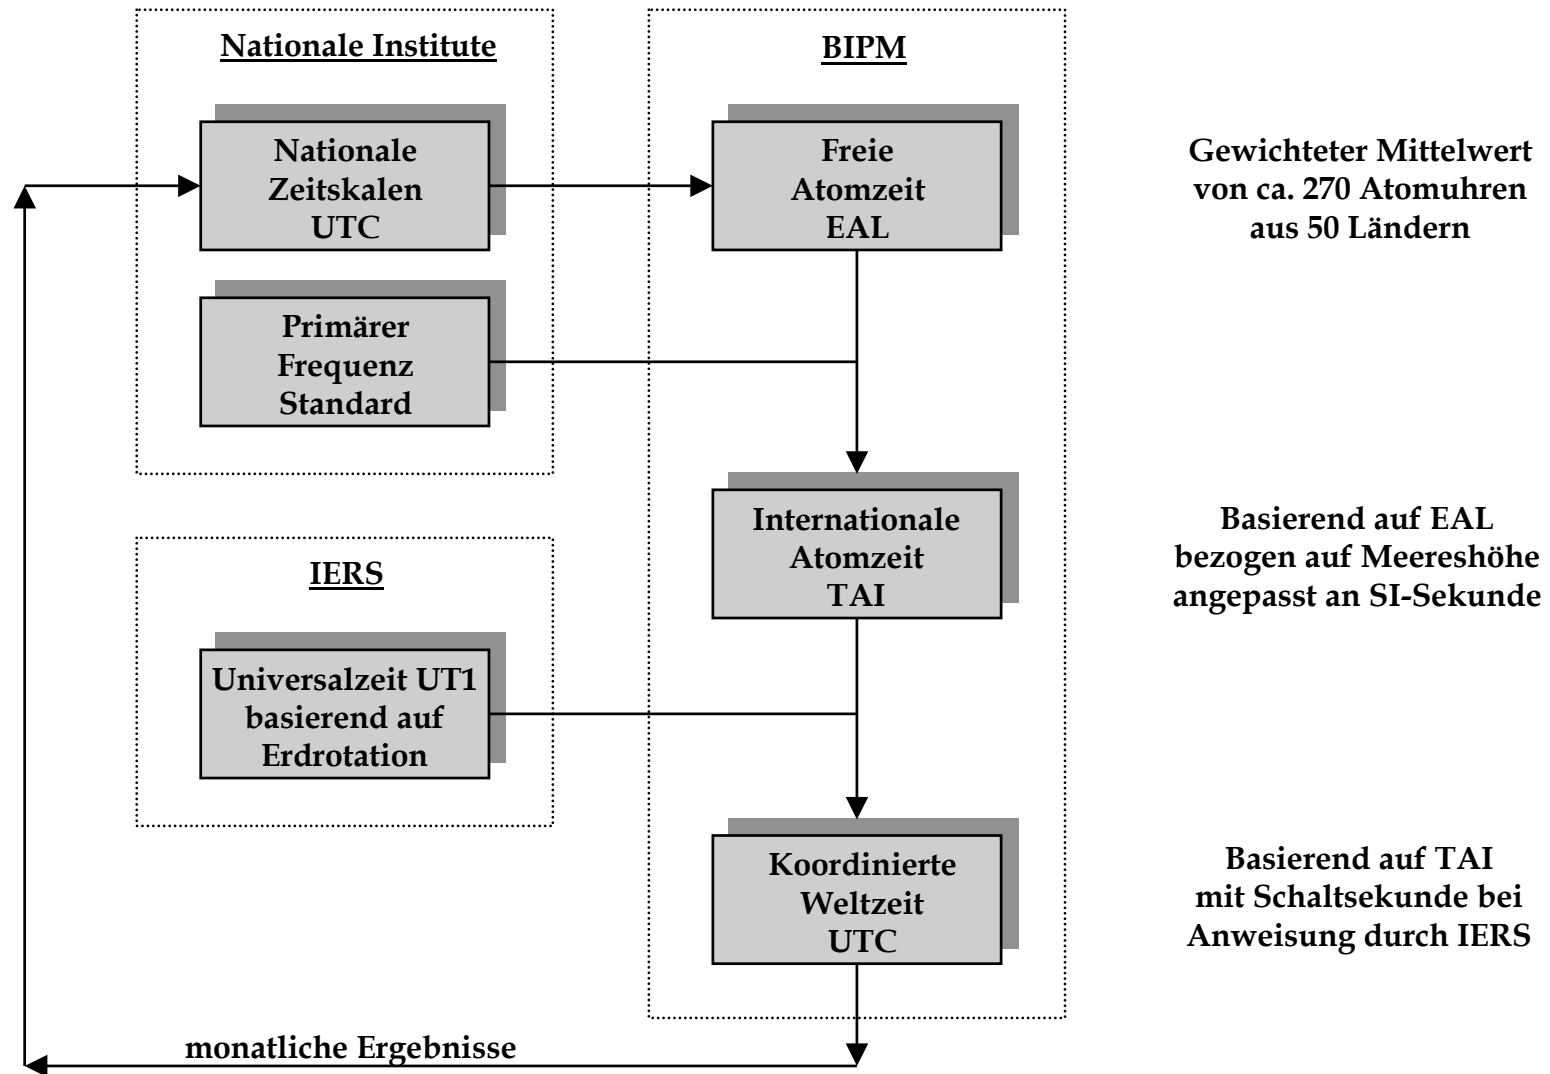 Nationale Institute
Nationale
Zeitskalen
UTC
Primärer
Frequenz
Standard
IERS
Universalzeit UT1
basierend auf
Erdrotation
BIPM
Freie
Atomzeit
EAL
Internationale
Atomzeit
TAI
Koordinierte
Weltzeit
UTC
Gewichteter Mittelwert
von ca. 270 Atomuhren
aus 50 Ländern
Basierend auf EAL
bezogen auf Meereshöhe
angepasst an SI-Sekunde
Basierend auf TAI
mit Schaltsekunde bei
Anweisung durch IERS
monatliche Ergebnisse